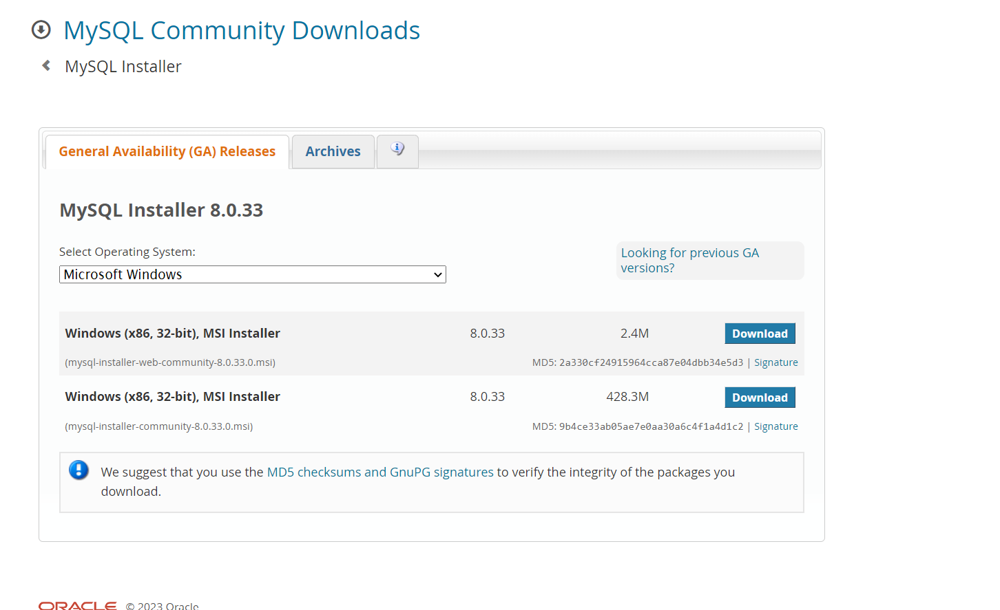 MySQL Community Downloads
MySQL Installer
General Availability (GA) Releases
Archives
MySQL Installer 8.0.33
Select Operating System:
Looking for previous GA
versions?
Microsoft Windows
Windows (x86, 32-bit), MSI Installer 8.0.33 2.4M Download
(mysql-installer-web-community-8.0.33.0.msi) MD5: 2a330cf24915964cca87e04dbb34e5d3 | Signature
Windows (x86, 32-bit), MSI Installer 8.0.33 428.3M Download
(mysql-installer-community-8.0.33.0.msi) MD5: 9b4ce33ab05ae7e0aa30a6c4f1a4d1c2 | Signature
We suggest that you use the MD5 checksums and GnuPG signatures to verify the integrity of the packages you
download.
ORACLE © 2023 Oracle